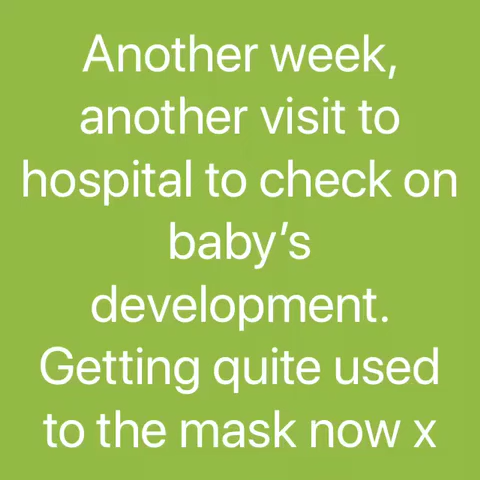 Another week,
another visit to
hospital to check on
baby's
development.
Getting quite used
to the mask now x